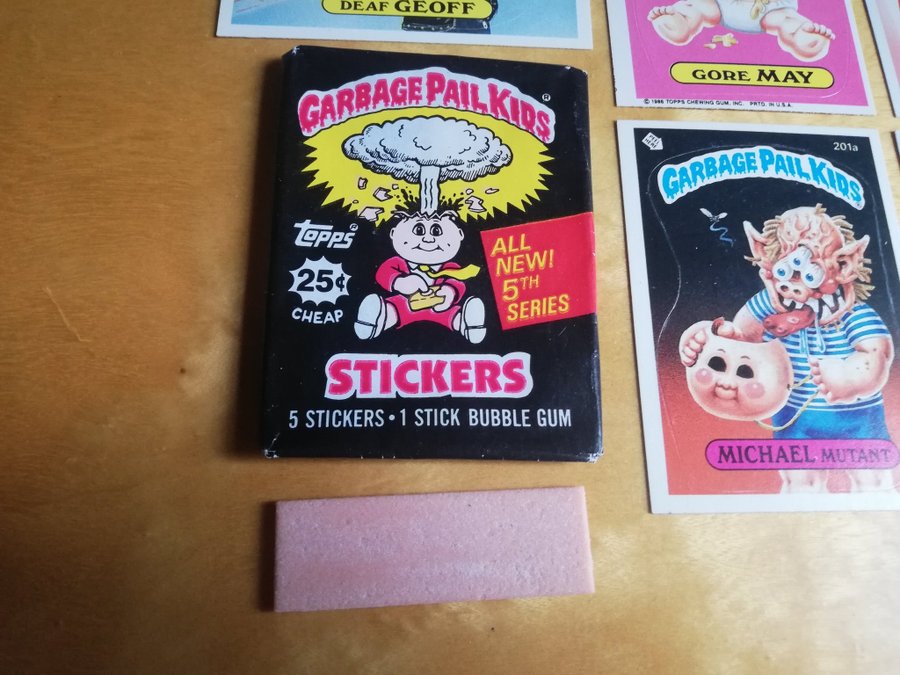 DEAF GEOFF
GORE MAY
© 1986 TOPPS CHEWING GUM, INC. PRTD. IN U.S.A.
GARBAGE PAIL KIDS®
TOPPS®
25¢
CHEAP
ALL
NEW!
5TH
SERIES
STICKERS
5 STICKERS • 1 STICK BUBBLE GUM
201a
GARBAGE PAIL KIDS
MICHAEL MUTANT